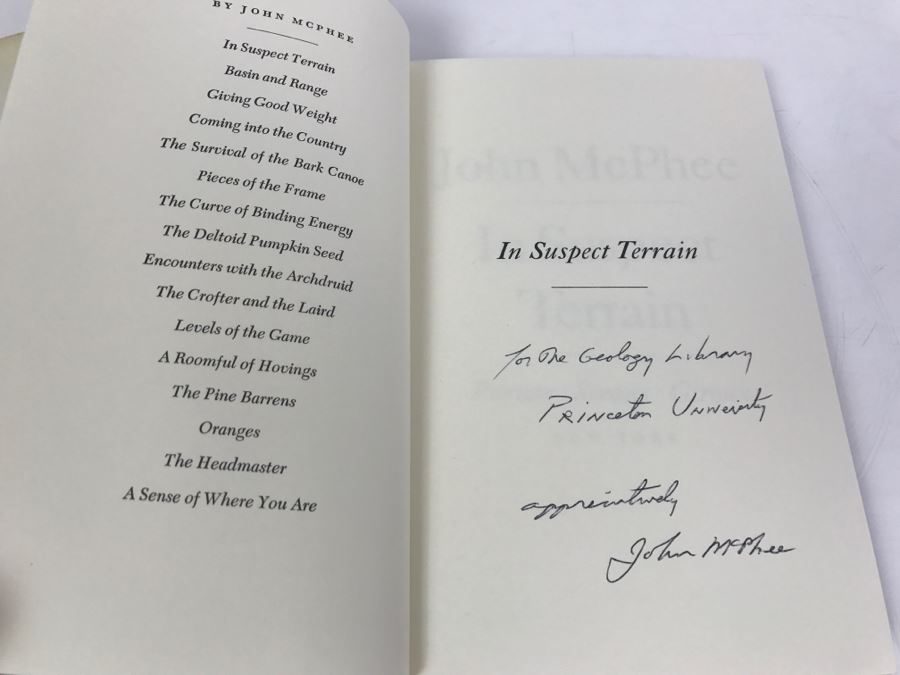 BY JOHN MCPHEE
In Suspect Terrain
Basin and Range
Giving Good Weight
Coming into the Country
The Survival of the Bark Canoe
Pieces of the Frame
The Curve of Binding Energy
The Deltoid Pumpkin Seed
Encounters with the Archdruid
The Crofter and the Laird
Levels of the Game
A Roomful of Hovings
The Pine Barrens
Oranges
The Headmaster
A Sense of Where You Are
John McPhee
In Suspect
Terrain
In Suspect Terrain
for the Geology Library
Princeton University
appreciatively
John McPhee